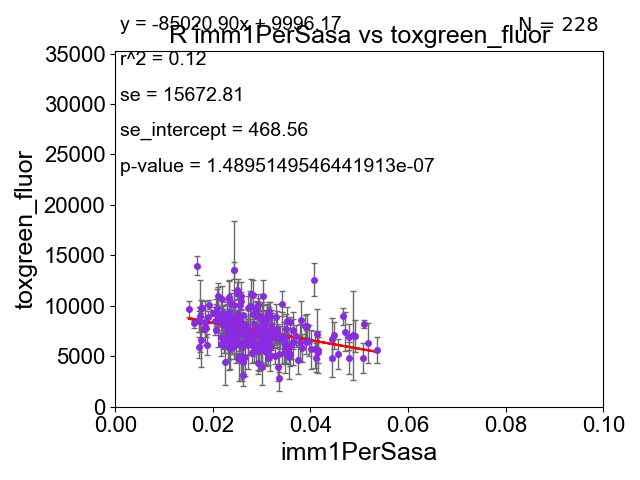 y = -85020.90x + 9996.17
N = 228
R imm1PerSasa vs toxgreen_fluor
r^2 = 0.12
se = 15672.81
se_intercept = 468.56
p-value = 1.4895149546441913e-07
35000
30000
25000
20000
15000
10000
5000
0
toxgreen_fluor
0.00 0.02 0.04 0.06 0.08 0.10
imm1PerSasa